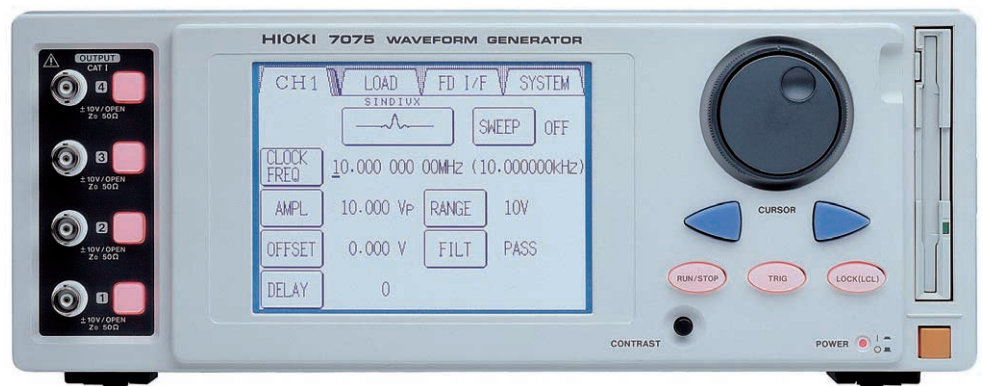 HIOKI 7075 WAVEFORM GENERATOR
OUTPUT
CAT I
4
±10V/OPEN
Zo 50Ω
3
±10V/OPEN
Zo 50Ω
2
±10V/OPEN
Zo 50Ω
1
±10V/OPEN
Zo 50Ω
CH1 LOAD FD I/F SYSTEM
SINDIVX
SWEEP OFF
CLOCK
FREQ
10.000 000 00MHz (10.000000kHz)
AMPL 10.000 Vp RANGE 10V
OFFSET 0.000 V FILT PASS
DELAY 0
CURSOR
RUN/STOP TRIG LOCK(LCL)
CONTRAST
POWER